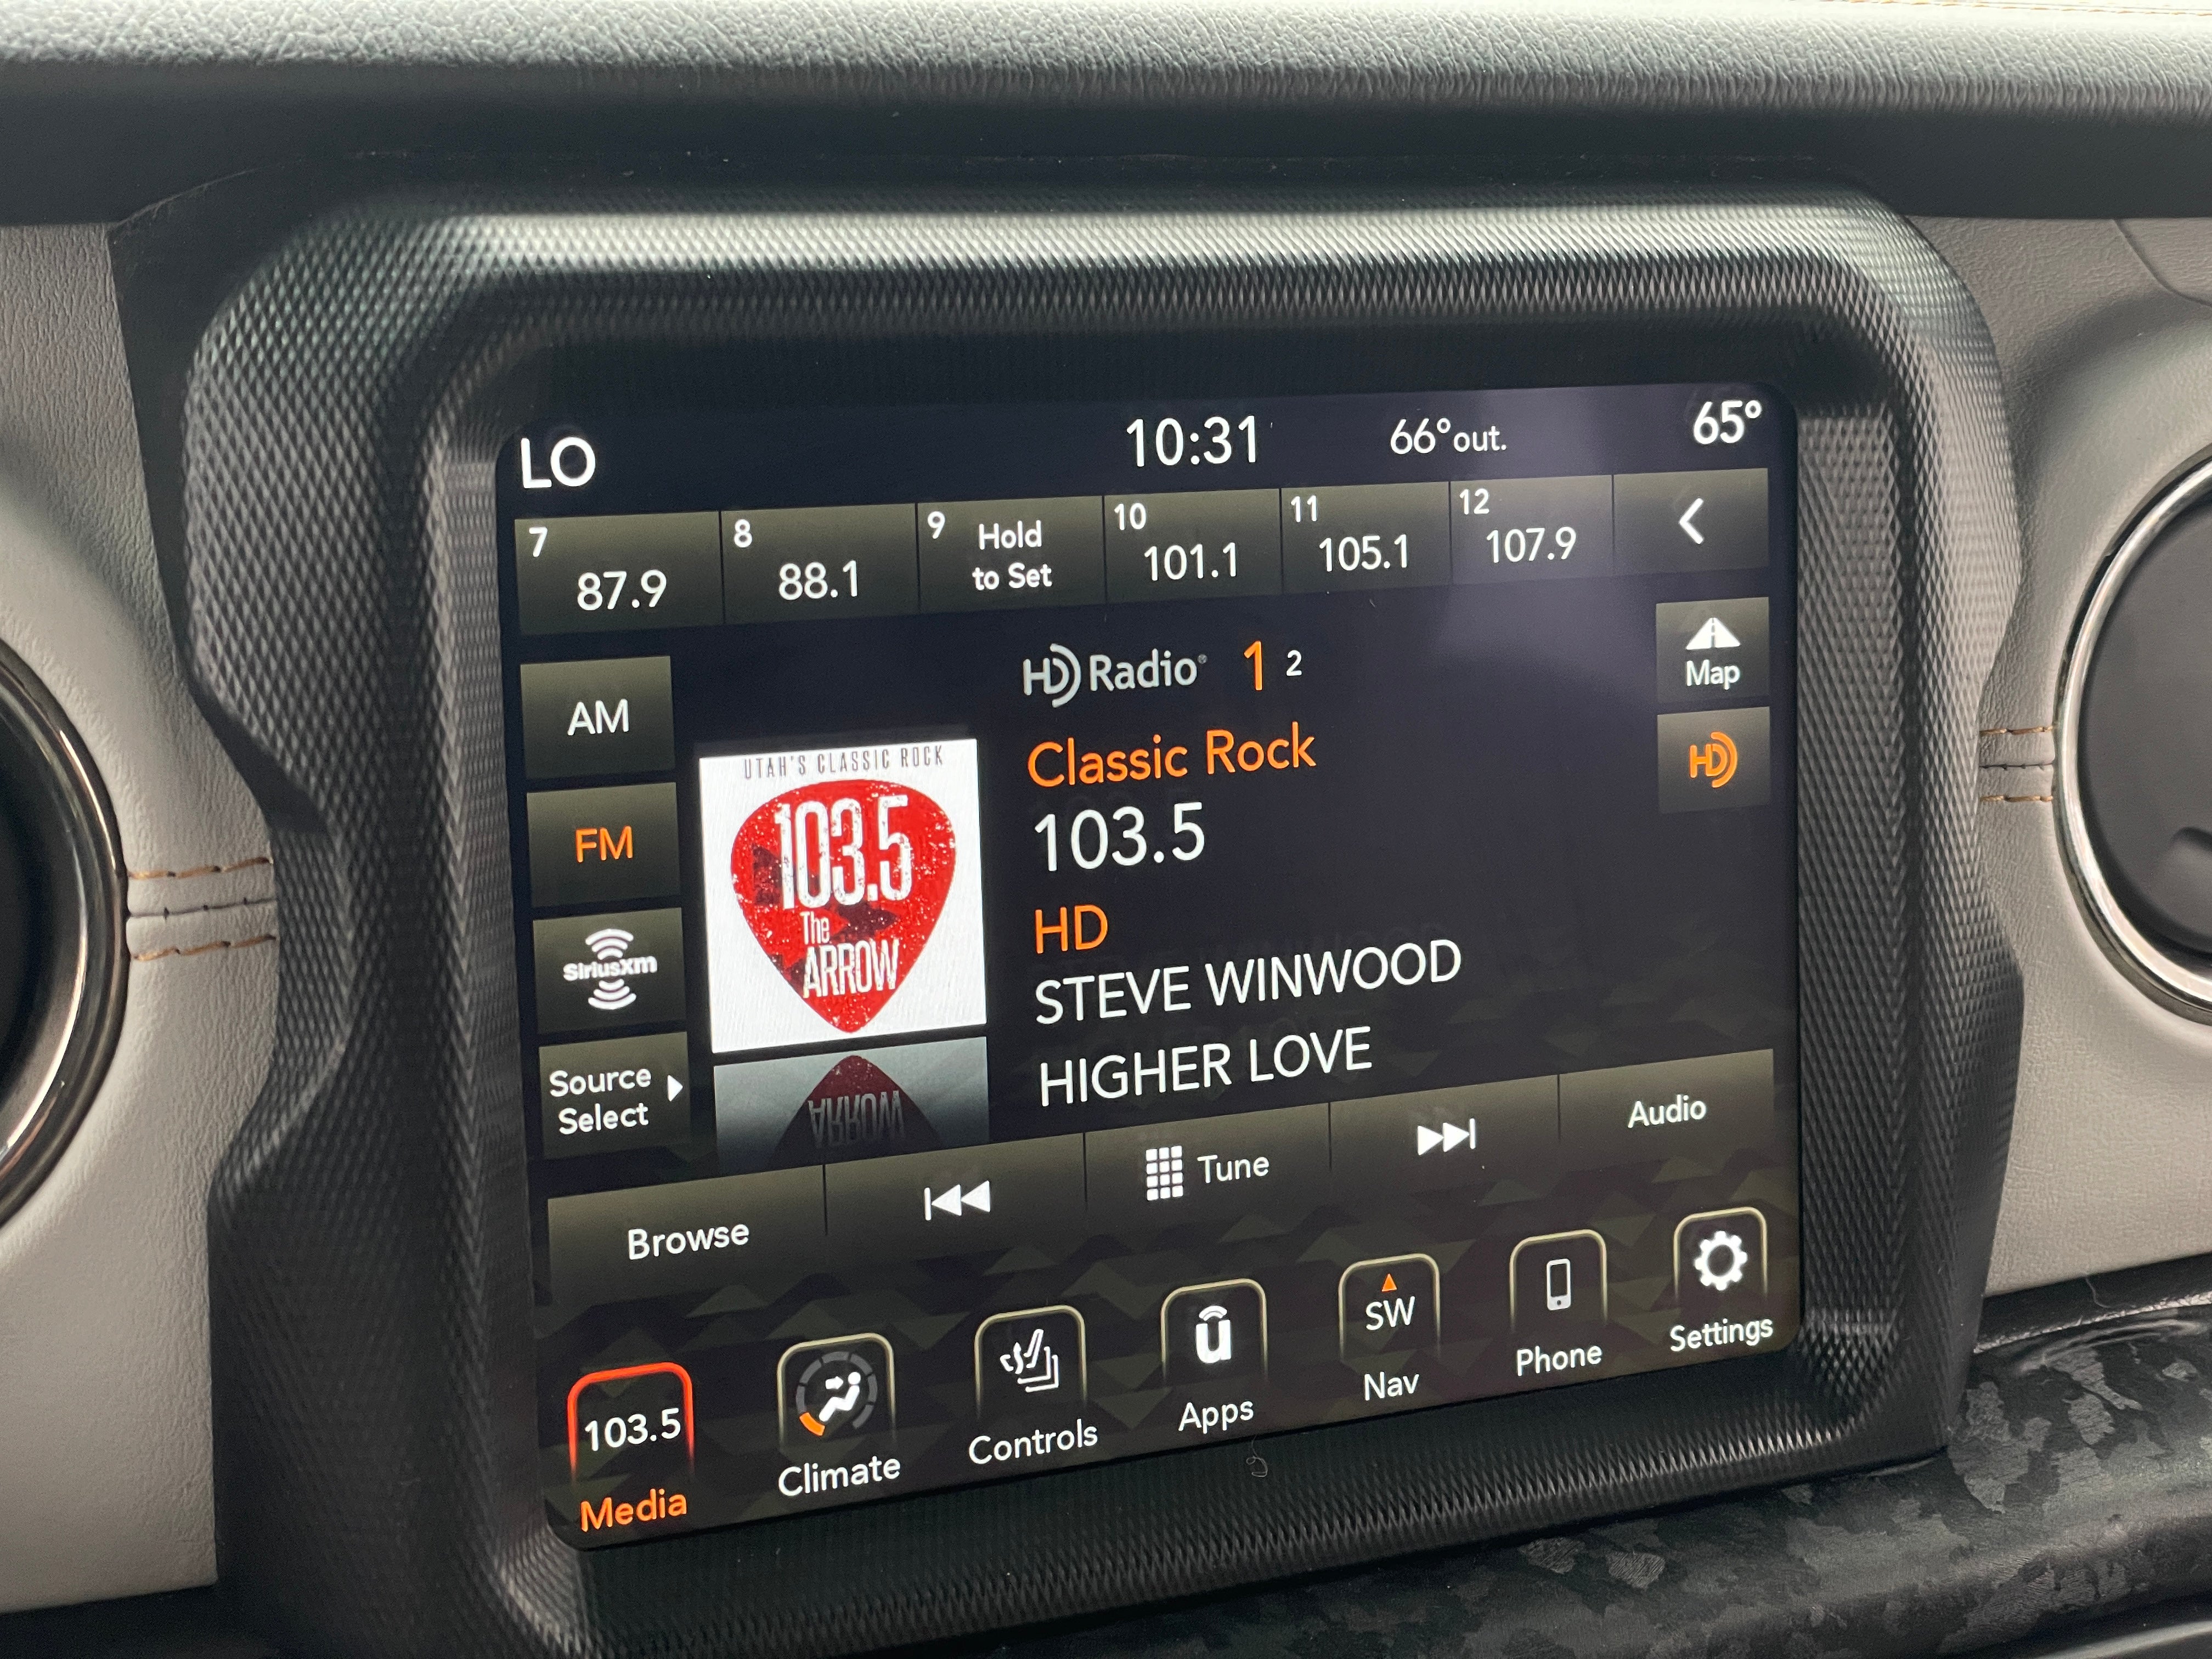 LO 10:31 66°out. 65°
7 87.9
8 88.1
9 Hold
to Set
10 101.1
11 105.1
12 107.9
AM
FM
SiriusXm
Source
Select
UTAH'S CLASSIC ROCK
103.5
The
ARROW
ARROW
HD Radio® 1 2
Classic Rock
103.5
HD
STEVE WINWOOD
HIGHER LOVE
Map
HD
Browse
Tune
Audio
103.5
Media
Climate
Controls
u
Apps
SW
Nav
Phone
Settings